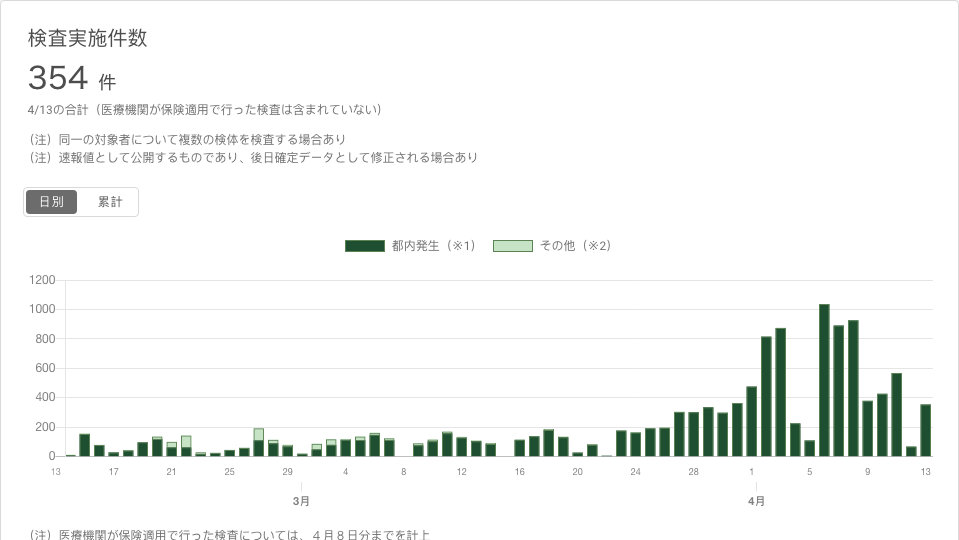 検査実施件数
354 件
4/13の合計（医療機関が保険適用で行った検査は含まれていない）
（注）同一の対象者について複数の検体を検査する場合あり
（注）速報値として公開するものであり、後日確定データとして修正される場合あり
日別 累計
都内発生（※1） その他（※2）
1200
1000
800
600
400
200
0
13 17 21 25 29 4 8 12 16 20 24 28 1 5 9 13
3月 4月
（注）医療機関が保険適用で行った検査については、４月８日分までを計上